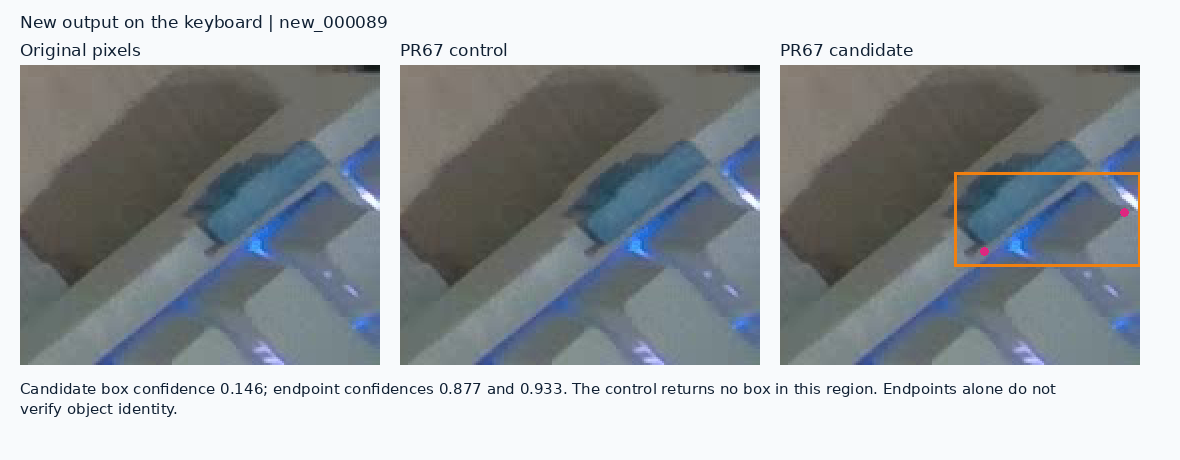 New output on the keyboard | new_000089
Original pixels
PR67 control
PR67 candidate
Candidate box confidence 0.146; endpoint confidences 0.877 and 0.933. The control returns no box in this region. Endpoints alone do not
verify object identity.